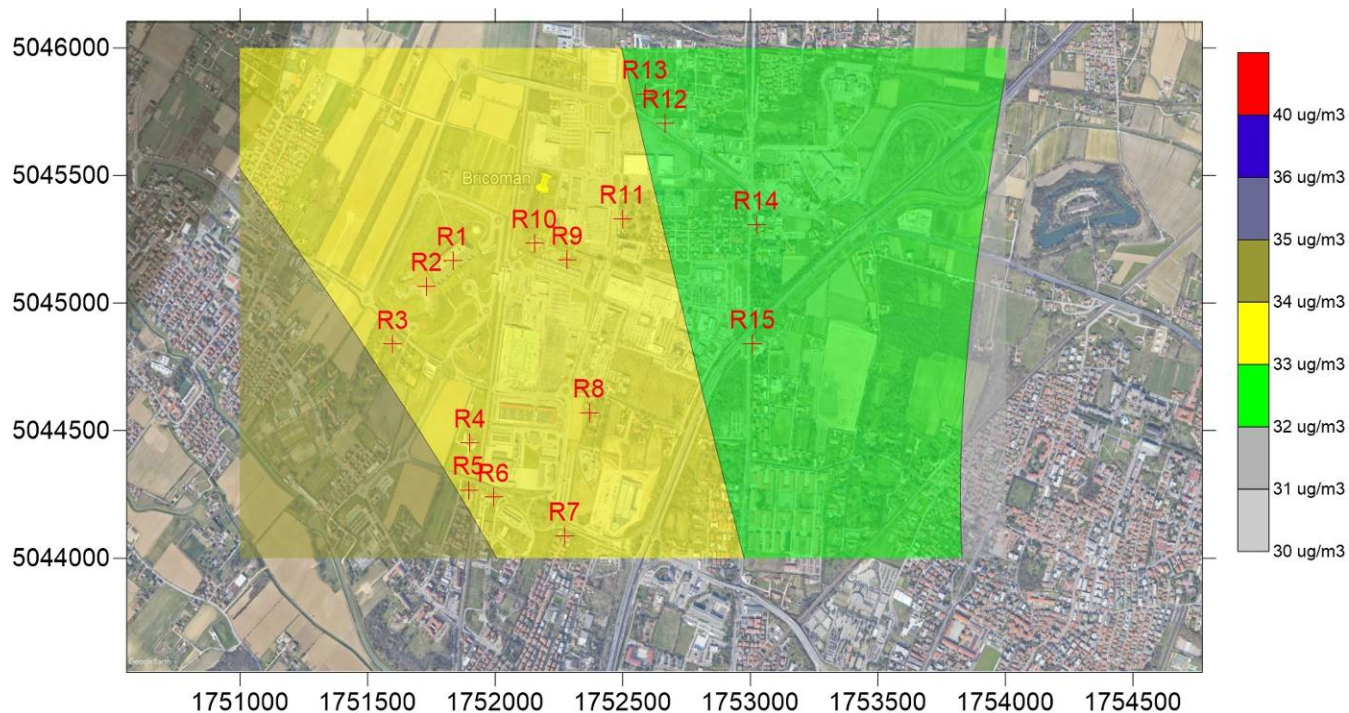 5046000
5045500
5045000
5044500
5044000
R13
R12
Bricoman
R11
R14
R10
R9
R1
R2
R3
R15
R8
R4
R5
R6
R7
Google Earth
1751000
1751500
1752000
1752500
1753000
1753500
1754000
1754500
40 ug/m3
36 ug/m3
35 ug/m3
34 ug/m3
33 ug/m3
32 ug/m3
31 ug/m3
30 ug/m3